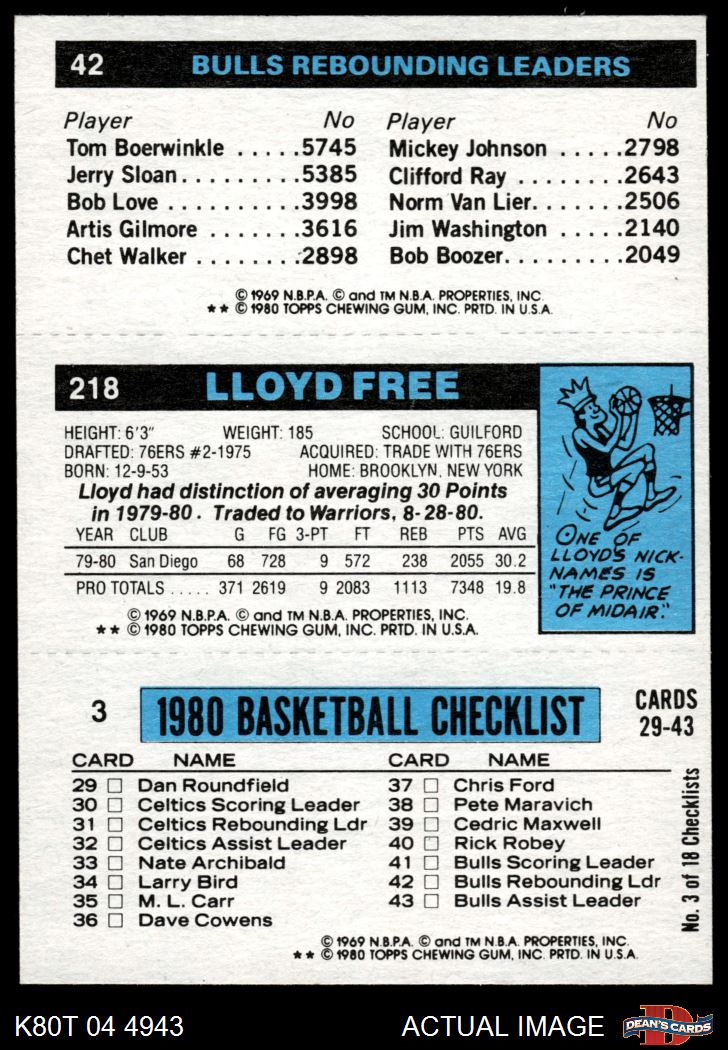 42 BULLS REBOUNDING LEADERS
Player No Player No
Tom Boerwinkle . . . . . 5745 Mickey Johnson . . . . . 2798
Jerry Sloan . . . . . . . . . 5385 Clifford Ray . . . . . . . . 2643
Bob Love . . . . . . . . . . 3998 Norm Van Lier. . . . . . . 2506
Artis Gilmore . . . . . . . 3616 Jim Washington . . . . . 2140
Chet Walker . . . . . . . . 2898 Bob Boozer. . . . . . . . . 2049
© 1969 N.B.P.A. © and TM N.B.A. PROPERTIES, INC.
★★ © 1980 TOPPS CHEWING GUM, INC. PRTD. IN U.S.A.
218 LLOYD FREE
HEIGHT: 6'3" WEIGHT: 185 SCHOOL: GUILFORD
DRAFTED: 76ERS #2-1975 ACQUIRED: TRADE WITH 76ERS
BORN: 12-9-53 HOME: BROOKLYN, NEW YORK
Lloyd had distinction of averaging 30 Points
in 1979-80. Traded to Warriors, 8-28-80.
YEAR CLUB G FG 3-PT FT REB PTS AVG
79-80 San Diego 68 728 9 572 238 2055 30.2
PRO TOTALS . . . . . 371 2619 9 2083 1113 7348 19.8
© 1969 N.B.P.A. © and TM N.B.A. PROPERTIES, INC.
★★ © 1980 TOPPS CHEWING GUM, INC. PRTD. IN U.S.A.
ONE OF
LLOYD'S NICK-
NAMES IS
"THE PRINCE
OF MIDAIR."
3 1980 BASKETBALL CHECKLIST CARDS
29-43
CARD NAME CARD NAME
29 □ Dan Roundfield 37 □ Chris Ford
30 □ Celtics Scoring Leader 38 □ Pete Maravich
31 □ Celtics Rebounding Ldr 39 □ Cedric Maxwell
32 □ Celtics Assist Leader 40 □ Rick Robey
33 □ Nate Archibald 41 □ Bulls Scoring Leader
34 □ Larry Bird 42 □ Bulls Rebounding Ldr
35 □ M. L. Carr 43 □ Bulls Assist Leader
36 □ Dave Cowens
No. 3 of 18 Checklists
© 1969 N.B.P.A. © and TM N.B.A. PROPERTIES, INC.
★★ © 1980 TOPPS CHEWING GUM, INC. PRTD. IN U.S.A.
K80T 04 4943 ACTUAL IMAGE D DEAN'S CARDS